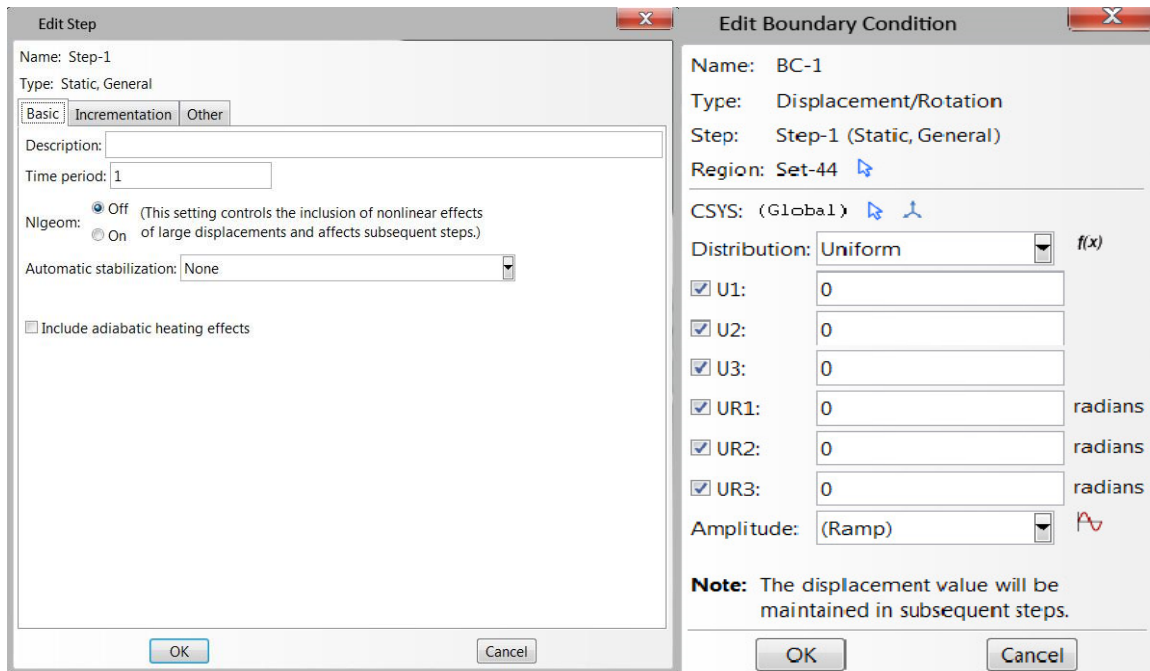 Edit Step
X
Name: Step-1
Type: Static, General
Basic Incrementation Other
Description:
Time period: 1
Nlgeom: Off (This setting controls the inclusion of nonlinear effects
On of large displacements and affects subsequent steps.)
Automatic stabilization: None
Include adiabatic heating effects
OK Cancel
Edit Boundary Condition
X
Name: BC-1
Type: Displacement/Rotation
Step: Step-1 (Static, General)
Region: Set-44
CSYS: (Global)
Distribution: Uniform f(x)
U1: 0
U2: 0
U3: 0
UR1: 0 radians
UR2: 0 radians
UR3: 0 radians
Amplitude: (Ramp)
Note: The displacement value will be
maintained in subsequent steps.
OK Cancel